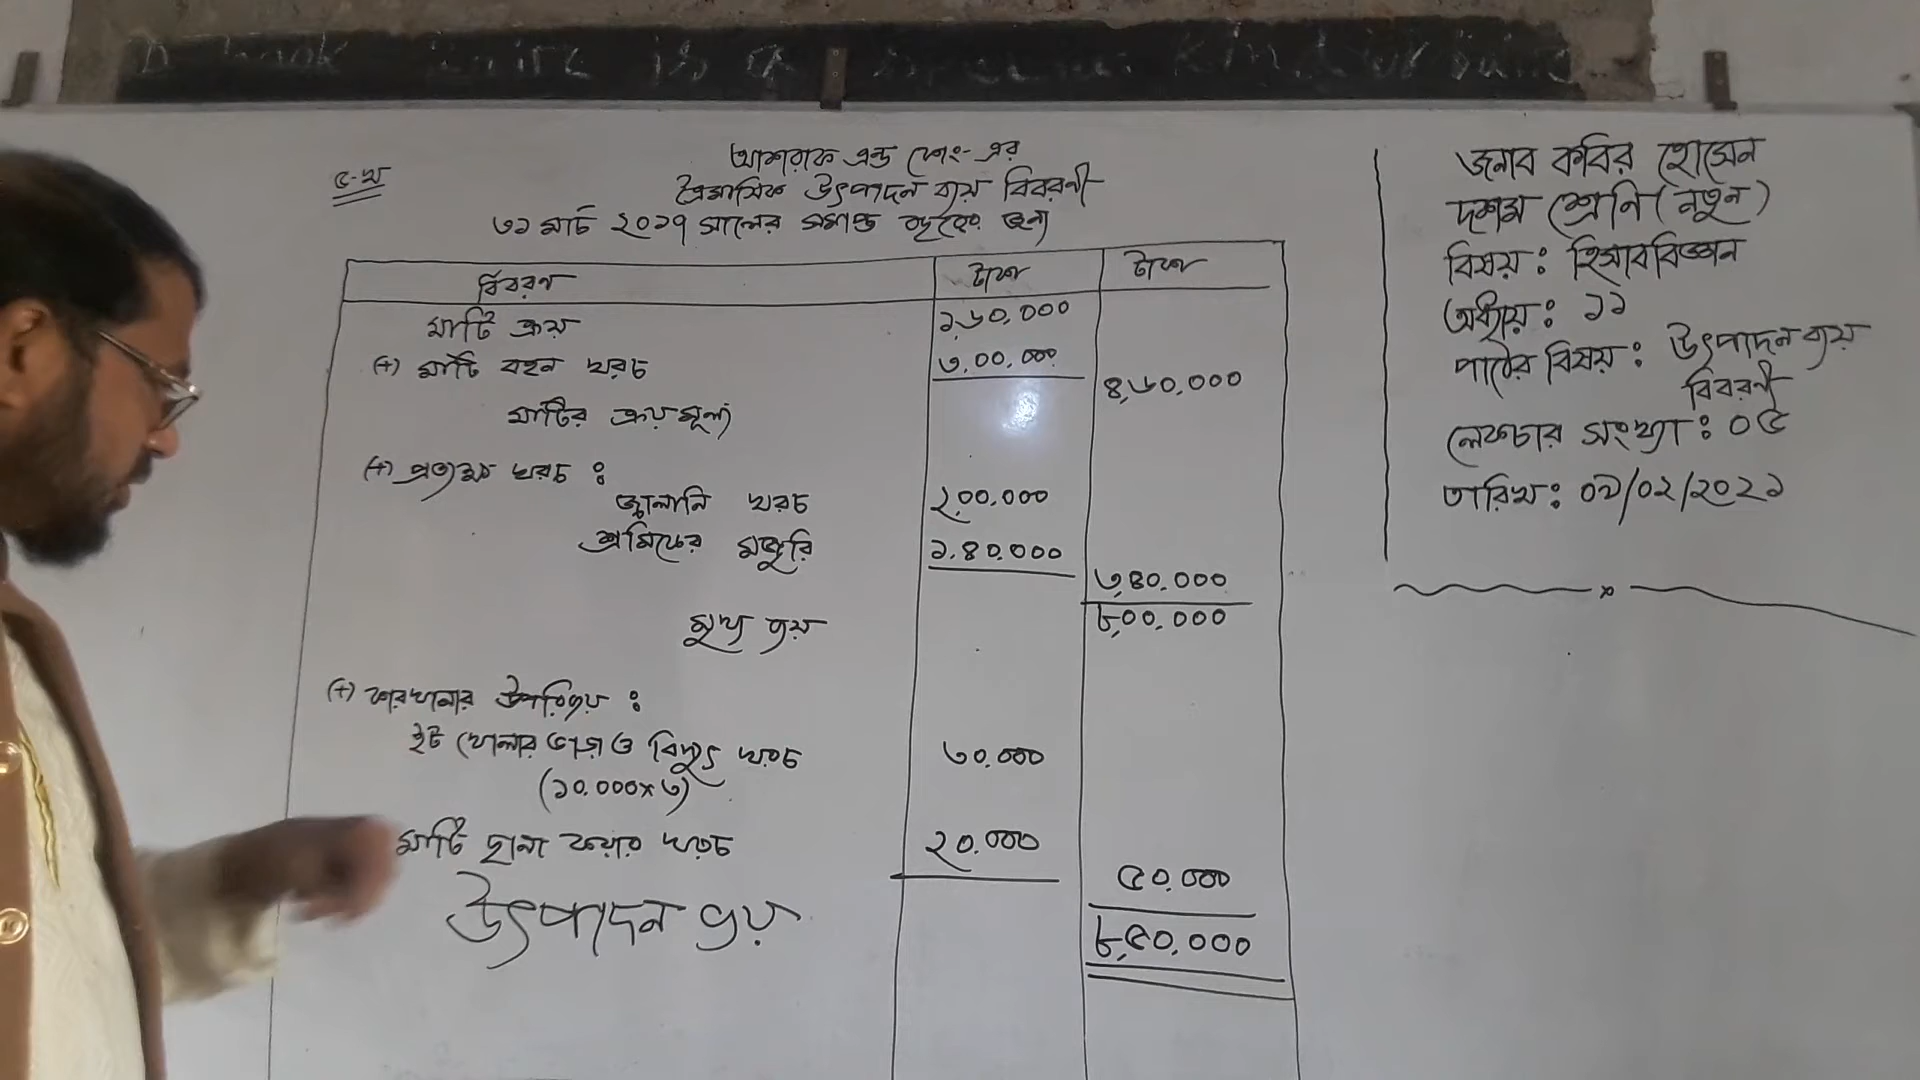 ৫-খ
আশরাফ এন্ড কোং-এর
ত্রৈমাসিক উৎপাদন ব্যয় বিবরণী
৩১ মার্চ ২০১৭ সালের সমাপ্ত জন্য
বিবরণ টাকা টাকা
মাটি ক্রয় ১,৬০,০০০
(+) মাটি বহন খরচ ৩,০০,০০০
মাটির ক্রয়মূল্য ৪,৬০,০০০
(+) প্রত্যক্ষ খরচ :
জ্বালানি খরচ ২,০০,০০০
শ্রমিকের মজুরি ১,৪০,০০০
৩,৪০,০০০
মুখ্য ব্যয় ৮,০০,০০০
(+) কারখানার উপরিব্যয় :
ইট খোলার ভাড়া ও বিদ্যুৎ খরচ ৩০,০০০
(১০,০০০×৩)
মাটি ছানা করার খরচ ২০,০০০
৫০,০০০
উৎপাদন ব্যয় ৮,৫০,০০০
জনাব কবির হোসেন
দশম শ্রেনি (নতুন)
বিষয় : হিসাববিজ্ঞান
অধ্যায় : ১১
পাঠের বিষয় : উৎপাদন ব্যয়
বিবরণী
লেকচার সংখ্যা : ০৫
তারিখ : ০৯/০২/২০২১